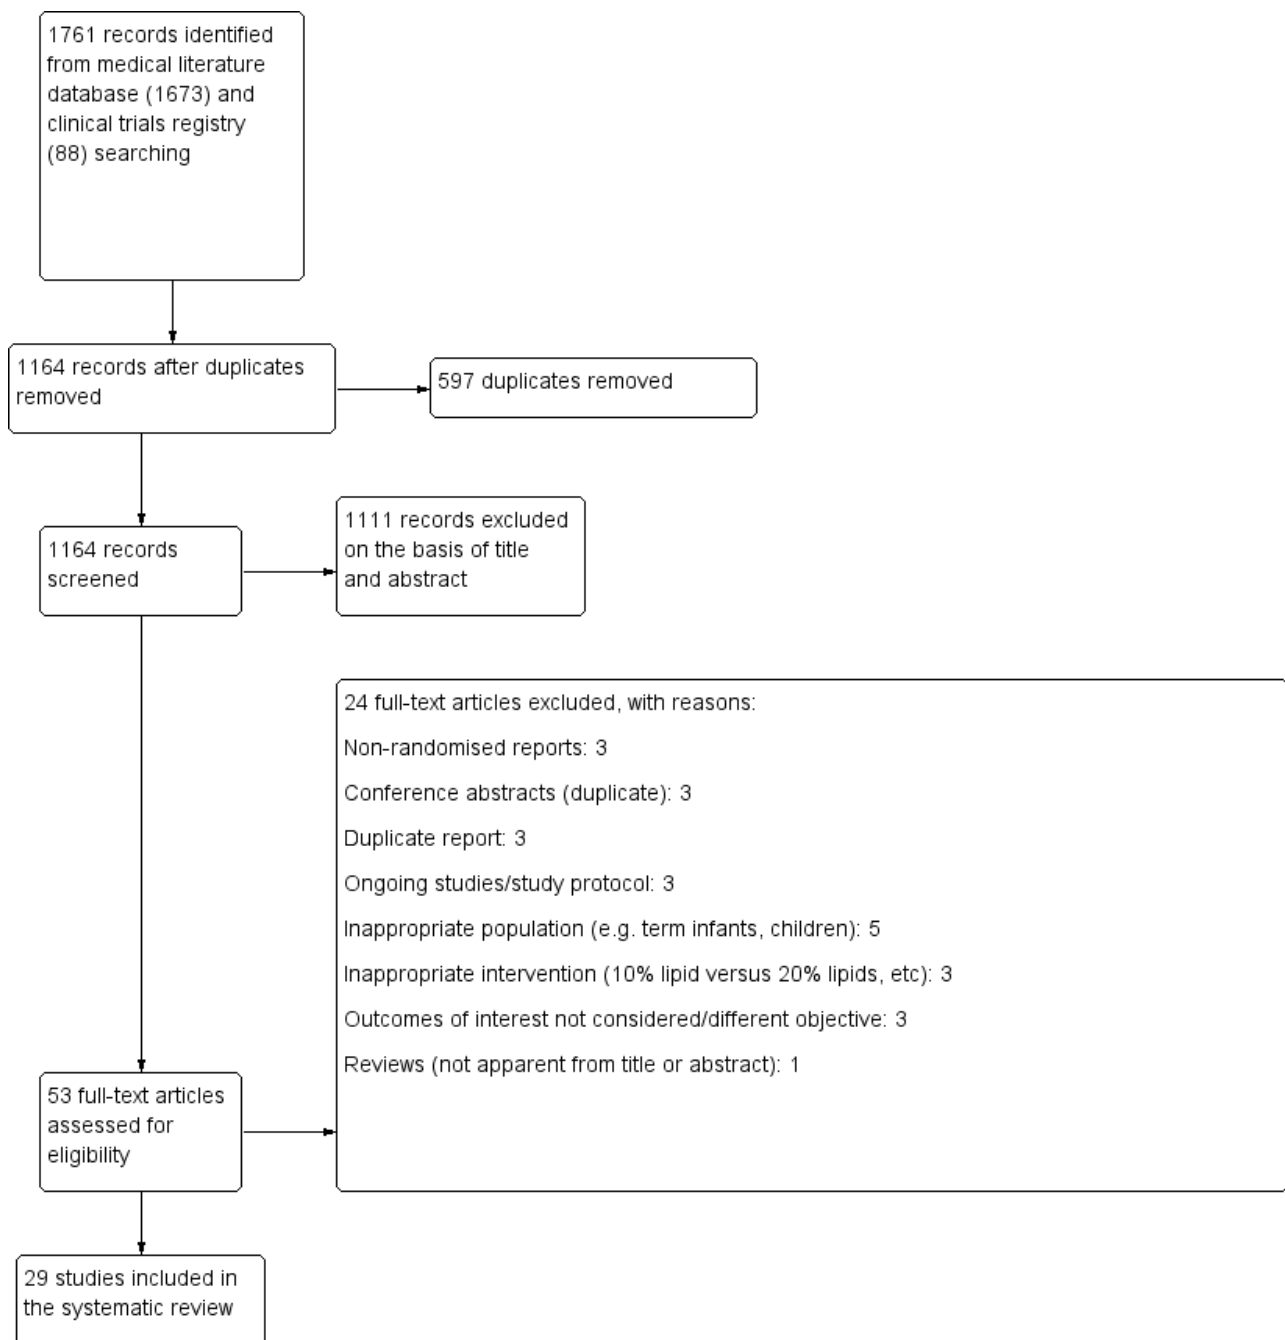 1761 records identified
from medical literature
database (1673) and
clinical trials registry
(88) searching
1164 records after duplicates
removed
597 duplicates removed
1164 records
screened
1111 records excluded
on the basis of title
and abstract
24 full-text articles excluded, with reasons:
Non-randomised reports: 3
Conference abstracts (duplicate): 3
Duplicate report: 3
Ongoing studies/study protocol: 3
Inappropriate population (e.g. term infants, children): 5
Inappropriate intervention (10% lipid versus 20% lipids, etc): 3
Outcomes of interest not considered/different objective: 3
Reviews (not apparent from title or abstract): 1
53 full-text articles
assessed for
eligibility
29 studies included in
the systematic review